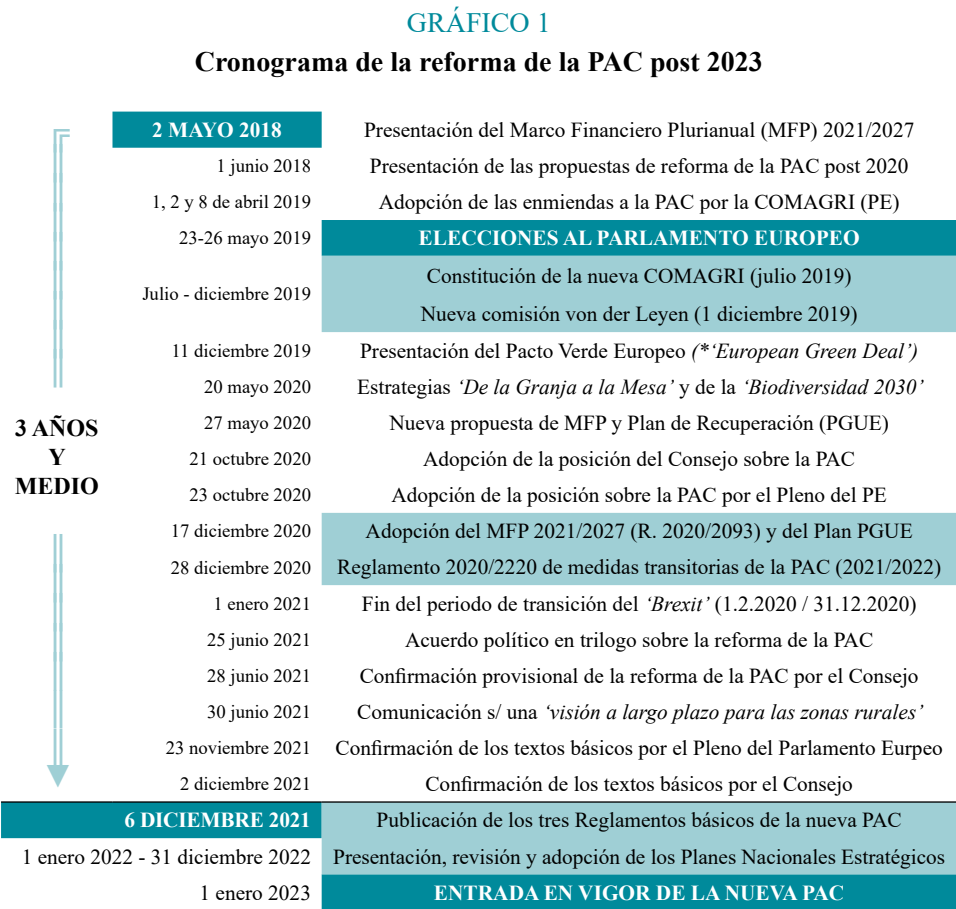 GRÁFICO 1
Cronograma de la reforma de la PAC post 2023
2 MAYO 2018 Presentación del Marco Financiero Plurianual (MFP) 2021/2027
1 junio 2018 Presentación de las propuestas de reforma de la PAC post 2020
1, 2 y 8 de abril 2019 Adopción de las enmiendas a la PAC por la COMAGRI (PE)
23-26 mayo 2019 ELECCIONES AL PARLAMENTO EUROPEO
Julio - diciembre 2019 Constitución de la nueva COMAGRI (julio 2019)
Nueva comisión von der Leyen (1 diciembre 2019)
11 diciembre 2019 Presentación del Pacto Verde Europeo (*‘European Green Deal’)
20 mayo 2020 Estrategias ‘De la Granja a la Mesa’ y de la ‘Biodiversidad 2030’
27 mayo 2020 Nueva propuesta de MFP y Plan de Recuperación (PGUE)
21 octubre 2020 Adopción de la posición del Consejo sobre la PAC
23 octubre 2020 Adopción de la posición sobre la PAC por el Pleno del PE
17 diciembre 2020 Adopción del MFP 2021/2027 (R. 2020/2093) y del Plan PGUE
28 diciembre 2020 Reglamento 2020/2220 de medidas transitorias de la PAC (2021/2022)
1 enero 2021 Fin del periodo de transición del ‘Brexit’ (1.2.2020 / 31.12.2020)
25 junio 2021 Acuerdo político en trilogo sobre la reforma de la PAC
28 junio 2021 Confirmación provisional de la reforma de la PAC por el Consejo
30 junio 2021 Comunicación s/ una ‘visión a largo plazo para las zonas rurales’
23 noviembre 2021 Confirmación de los textos básicos por el Pleno del Parlamento Eurpeo
2 diciembre 2021 Confirmación de los textos básicos por el Consejo
3 AÑOS
Y
MEDIO
6 DICIEMBRE 2021 Publicación de los tres Reglamentos básicos de la nueva PAC
1 enero 2022 - 31 diciembre 2022 Presentación, revisión y adopción de los Planes Nacionales Estratégicos
1 enero 2023 ENTRADA EN VIGOR DE LA NUEVA PAC